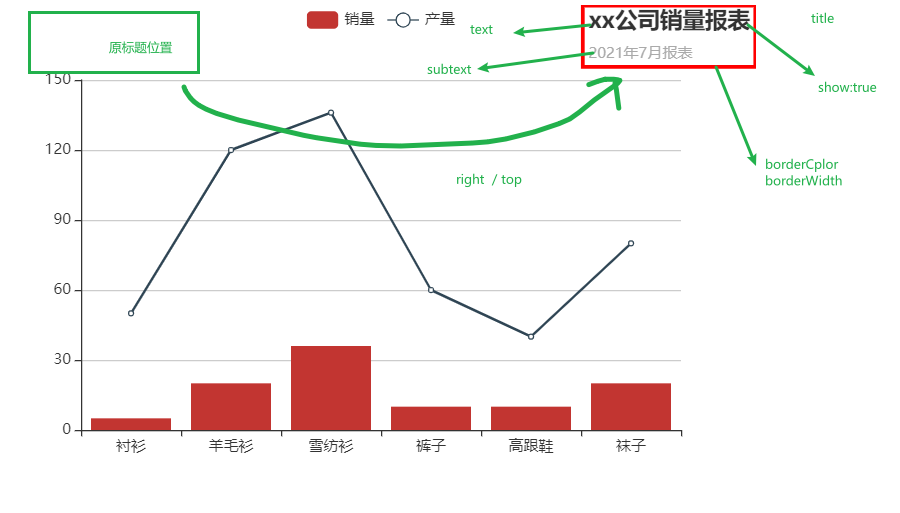 销量 产量
text
xx公司销量报表
title
原标题位置
subtext
2021年7月报表
show:true
150
120
90
60
30
0
right / top
borderCplor
borderWidth
衬衫 羊毛衫 雪纺衫 裤子 高跟鞋 袜子